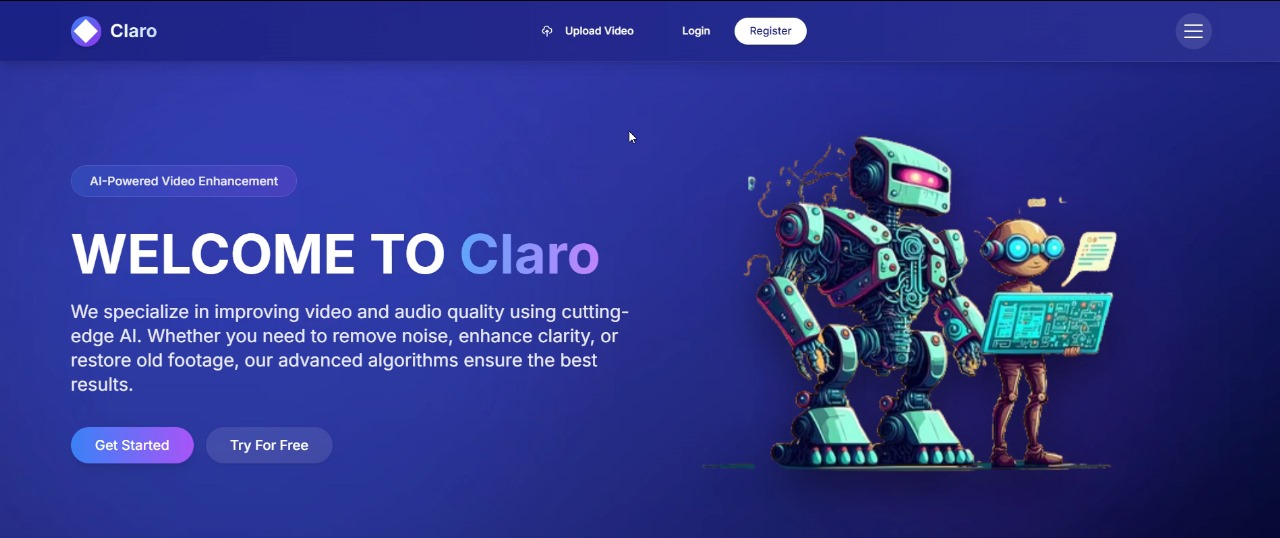 Claro
Upload Video
Login
Register
AI-Powered Video Enhancement
WELCOME TO Claro
We specialize in improving video and audio quality using cutting-
edge AI. Whether you need to remove noise, enhance clarity, or
restore old footage, our advanced algorithms ensure the best
results.
Get Started
Try For Free